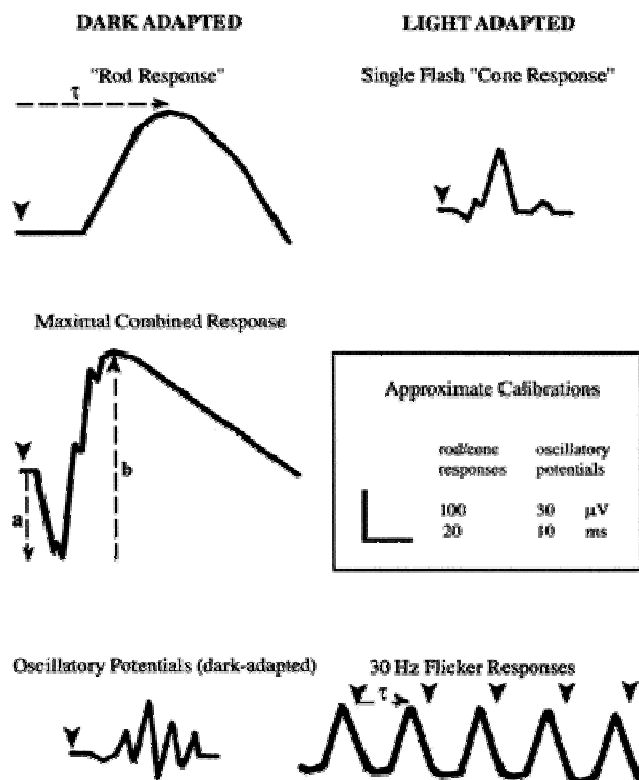 DARK ADAPTED
"Rod Response"
τ
LIGHT ADAPTED
Single Flash "Cone Response"
Maximal Combined Response
a
b
Approximate Calibrations
rod/cone oscillatory
responses potentials
100 30 μV
20 10 ms
Oscillatory Potentials (dark-adapted)
30 Hz Flicker Responses
τ